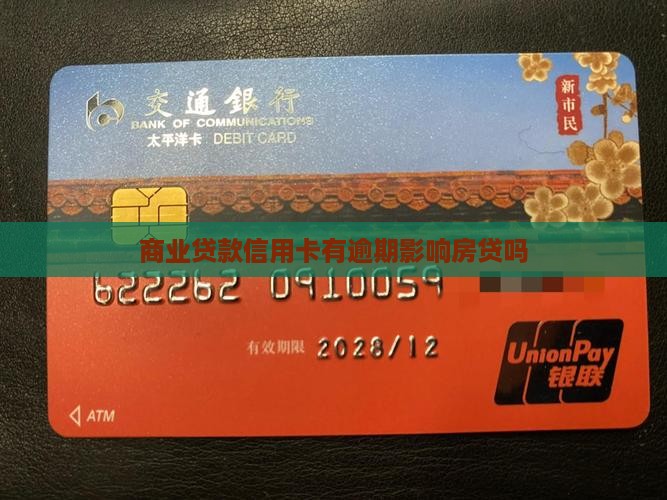 交通銀行
BANK OF COMMUNICATIONS
太平洋卡 DEBIT CARD
新市民
商业贷款信用卡有逾期影响房贷吗
622262 0910059
有效期限 2028/12
UnionPay
银联
ATM